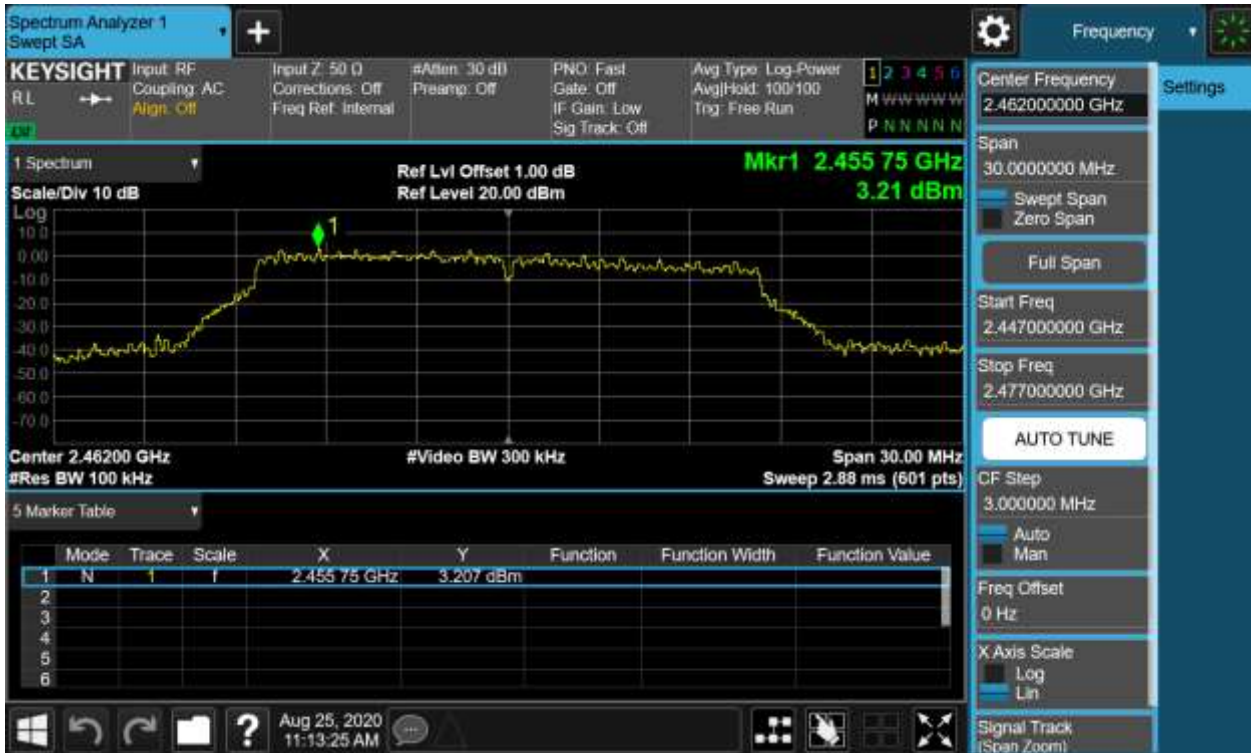 Spectrum Analyzer 1
Swept SA
+
Frequency
KEYSIGHT
RL
Input: RF
Coupling: AC
Align: Off
Input Z: 50 Ω
Corrections: Off
Freq Ref: Internal
#Atten: 30 dB
Preamp: Off
PNO: Fast
Gate: Off
IF Gain: Low
Sig Track: Off
Avg Type: Log-Power
Avg|Hold: 100/100
Trig: Free Run
1 2 3 4 5 6
M W W W W W
P N N N N N
Center Frequency
2.462000000 GHz
Settings
Span
30.0000000 MHz
Swept Span
Zero Span
Full Span
Start Freq
2.447000000 GHz
Stop Freq
2.477000000 GHz
AUTO TUNE
CF Step
3.000000 MHz
Auto
Man
Freq Offset
0 Hz
X Axis Scale
Log
Lin
Signal Track
(Span Zoom)
1 Spectrum
Scale/Div 10 dB
Ref Lvl Offset 1.00 dB
Ref Level 20.00 dBm
Mkr1 2.455 75 GHz
3.21 dBm
Log
10.0
0.00
-10.0
-20.0
-30.0
-40.0
-50.0
-60.0
-70.0
1
Center 2.46200 GHz
#Video BW 300 kHz
Span 30.00 MHz
#Res BW 100 kHz
Sweep 2.88 ms (601 pts)
5 Marker Table
Mode Trace Scale X Y Function Function Width Function Value
1 N 1 f 2.455 75 GHz 3.207 dBm
2
3
4
5
6
?
Aug 25, 2020
11:13:25 AM